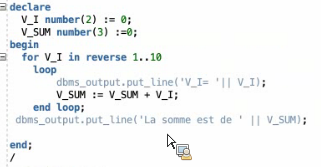 declare
V_I number(2) := 0;
V_SUM number(3) :=0;
begin
for V_I in reverse 1..10
loop
dbms_output.put_line('V_I= '|| V_I);
V_SUM := V_SUM + V_I;
end loop;
dbms_output.put_line('La somme est de ' || V_SUM);
end;
/